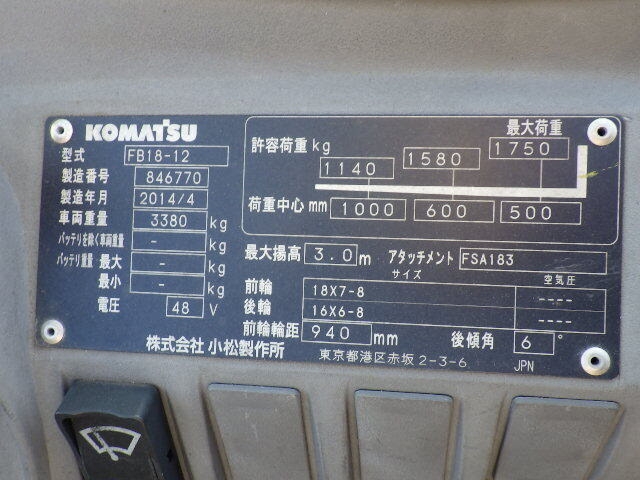 KOMATSU
型式 FB18-12
製造番号 846770
製造年月 2014/4
車両重量 3380 kg
バッテリを除く車両重量 - kg
バッテリ重量 最大 - kg
最小 - kg
電圧 48 V
株式会社 小松製作所
最大荷重
許容荷重 kg 1140 1580 1750
荷重中心 mm 1000 600 500
最大揚高 3.0 m アタッチメント FSA183
サイズ 空気圧
前輪 18X7-8 ----
後輪 16X6-8 ----
前輪輪距 940 mm 後傾角 6 °
東京都港区赤坂 2-3-6 JPN